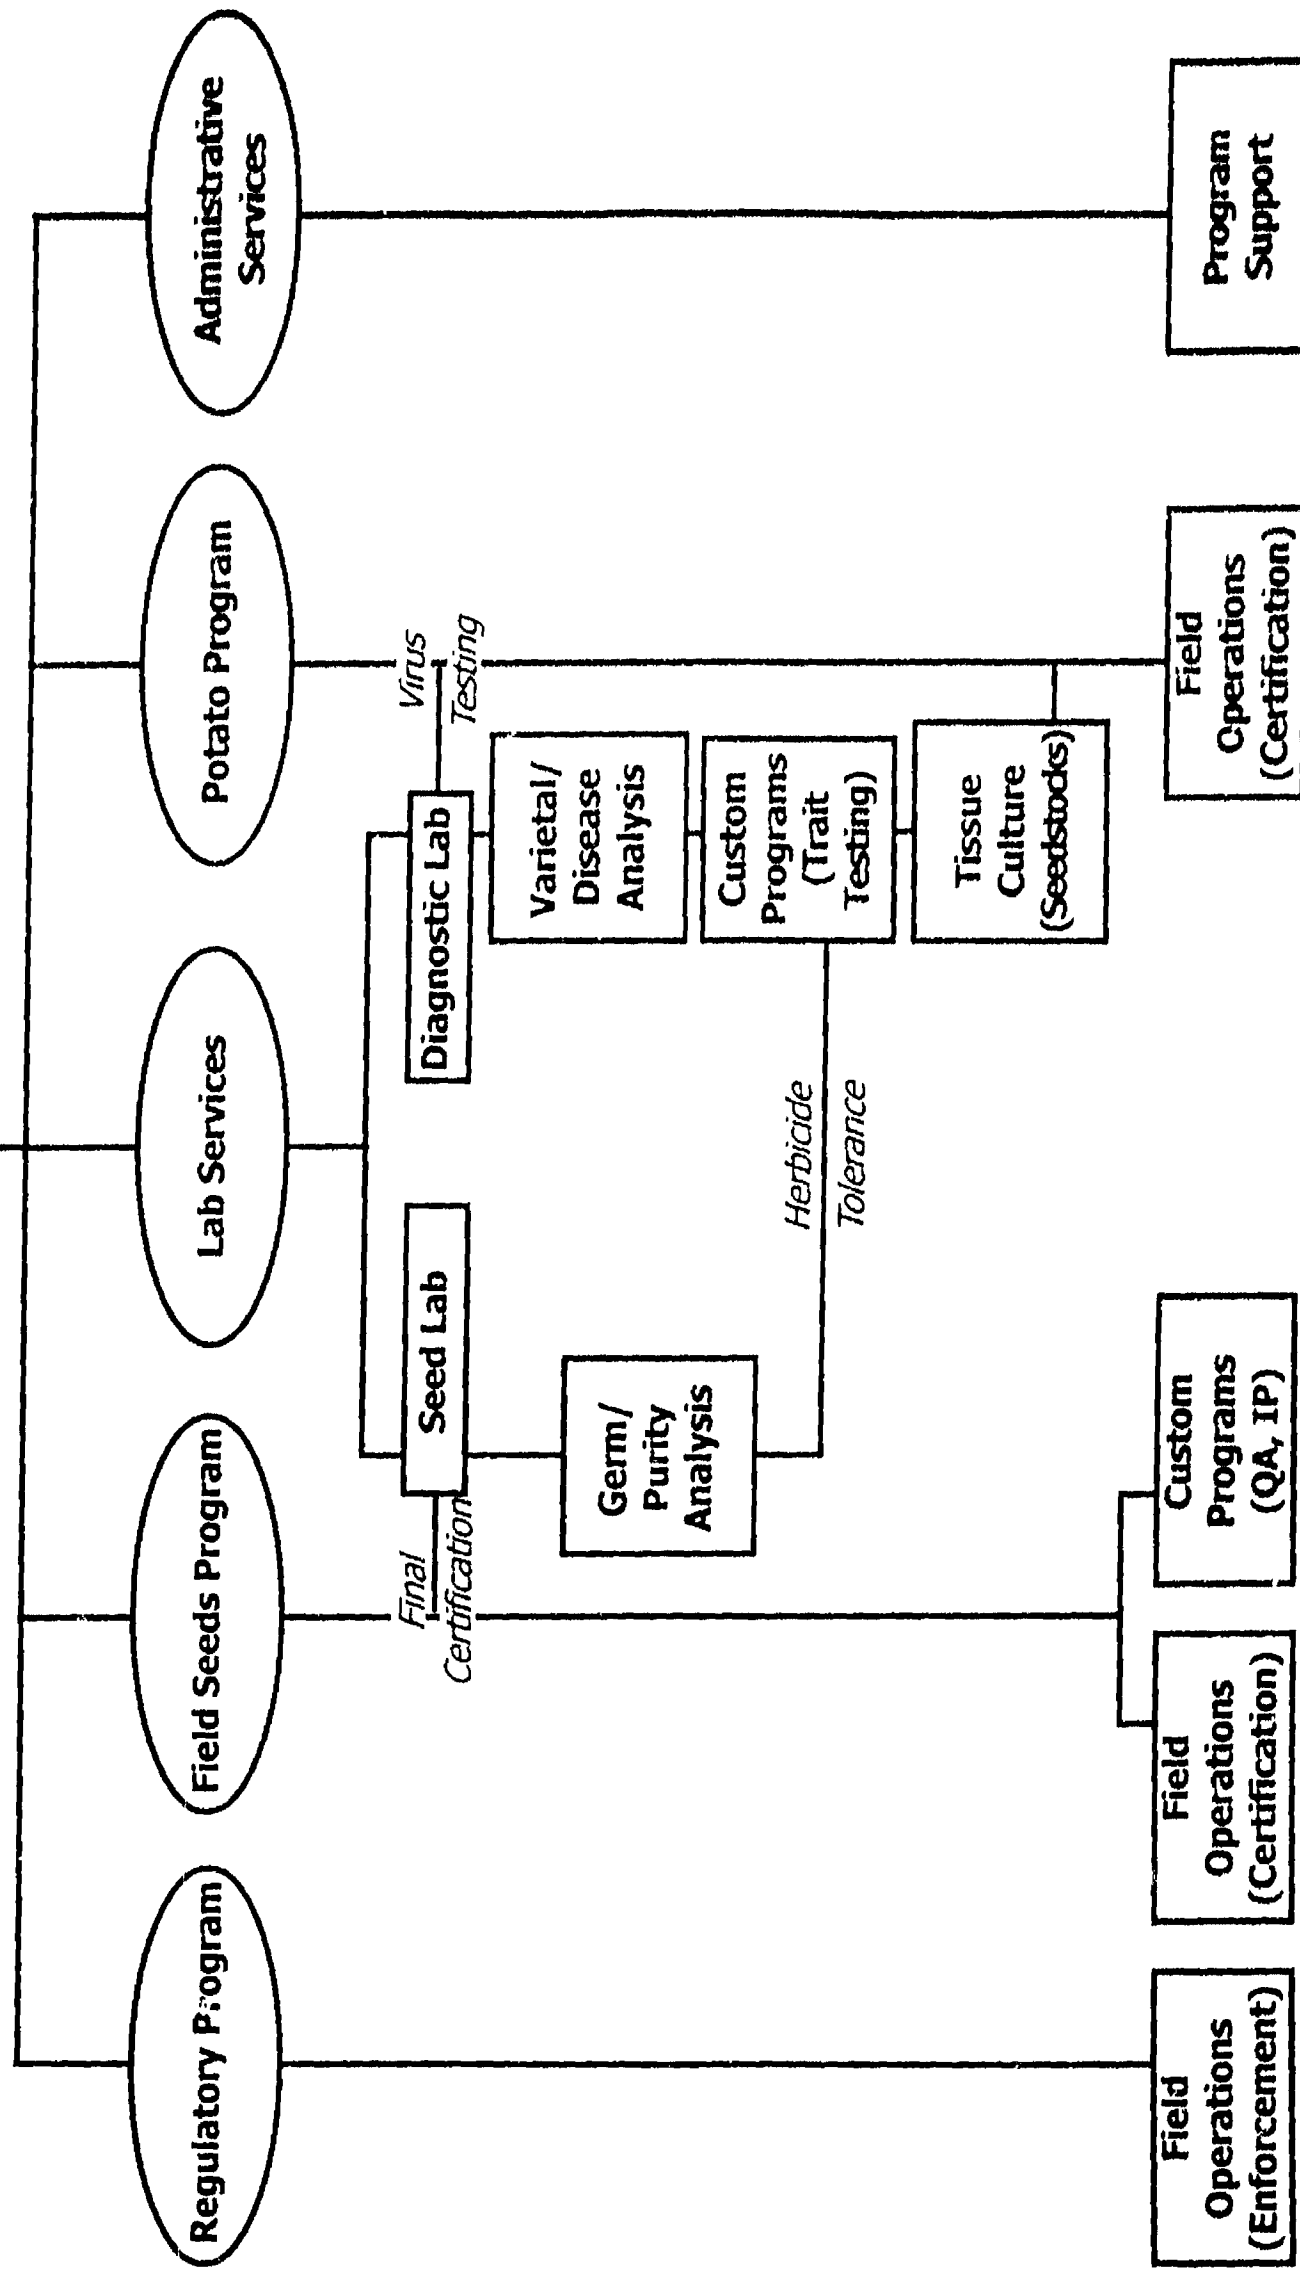 Regulatory Program
Field Seeds Program
Lab Services
Potato Program
Administrative
Services
Final
Certification
Seed Lab
Diagnostic Lab
Virus
Testing
Germ/
Purity
Analysis
Varietal/
Disease
Analysis
Herbicide
Tolerance
Custom
Programs
(Trait
Testing)
Tissue
Culture
(Seedstocks)
Field
Operations
(Enforcement)
Field
Operations
(Certification)
Custom
Programs
(QA, IP)
Field
Operations
(Certification)
Program
Support